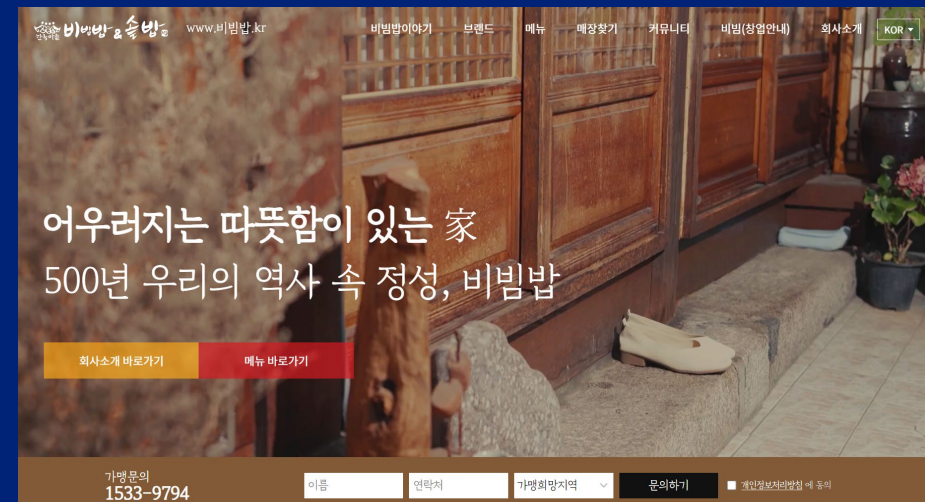 비빔밥&솥밥
www.비빔밥.kr
비빔밥이야기 브랜드 메뉴 매장찾기 커뮤니티 비빔(창업안내) 회사소개 KOR
어우러지는 따뜻함이 있는 家
500년 우리의 역사 속 정성, 비빔밥
회사소개 바로가기 메뉴 바로가기
가맹문의
1533-9794
이름 연락처 가맹희망지역 문의하기 개인정보처리방침 에 동의